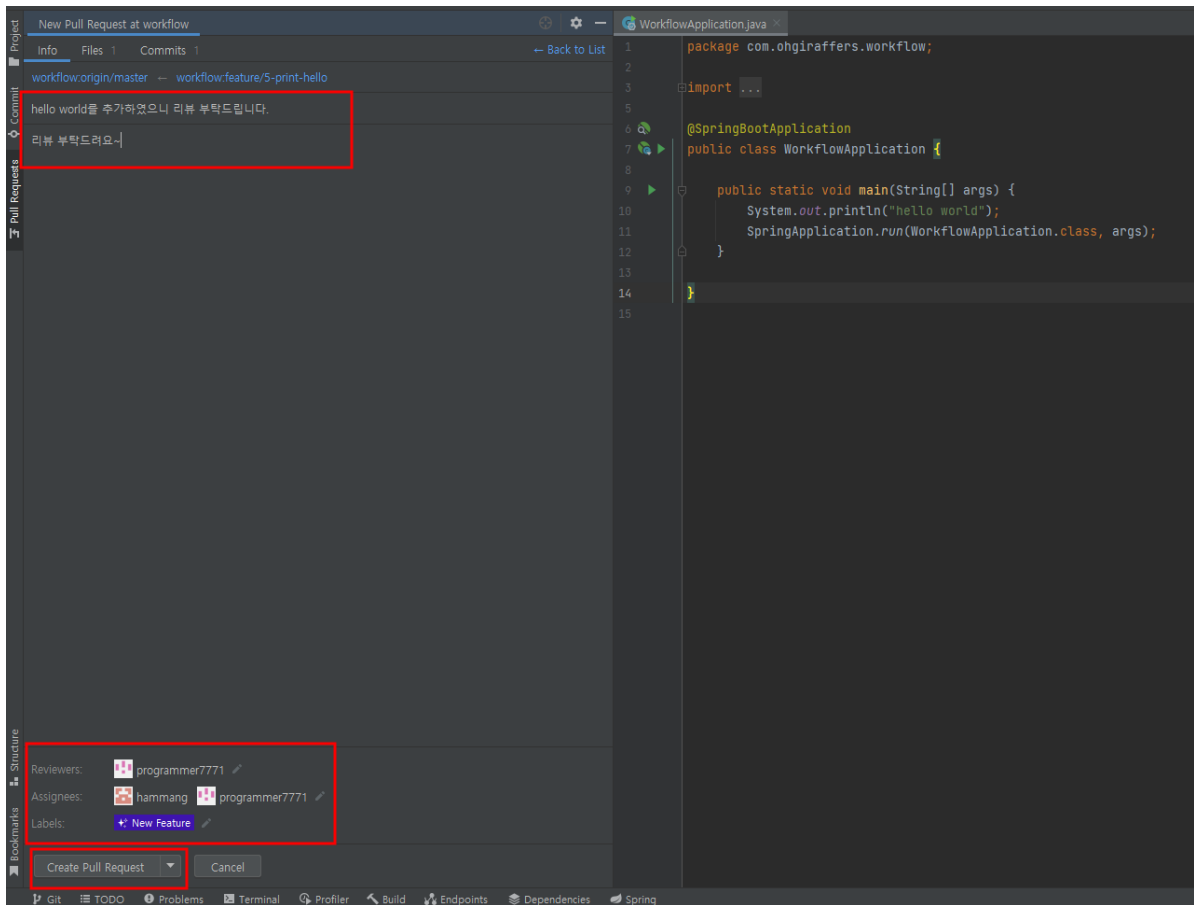 New Pull Request at workflow
Info Files 1 Commits 1 ← Back to List
workflow:origin/master ← workflow:feature/5-print-hello
hello world를 추가하였으니 리뷰 부탁드립니다.
리뷰 부탁드려요~
Reviewers: programmer7771
Assignees: hammang programmer7771
Labels: New Feature
Create Pull Request Cancel
Project
Commit
Pull Requests
Structure
Bookmarks
WorkflowApplication.java
1 package com.ohgiraffers.workflow;
2
3 import ...
5
6 @SpringBootApplication
7 public class WorkflowApplication {
8
9 public static void main(String[] args) {
10 System.out.println("hello world");
11 SpringApplication.run(WorkflowApplication.class, args);
12 }
13
14 }
15
Git TODO Problems Terminal Profiler Build Endpoints Dependencies Spring